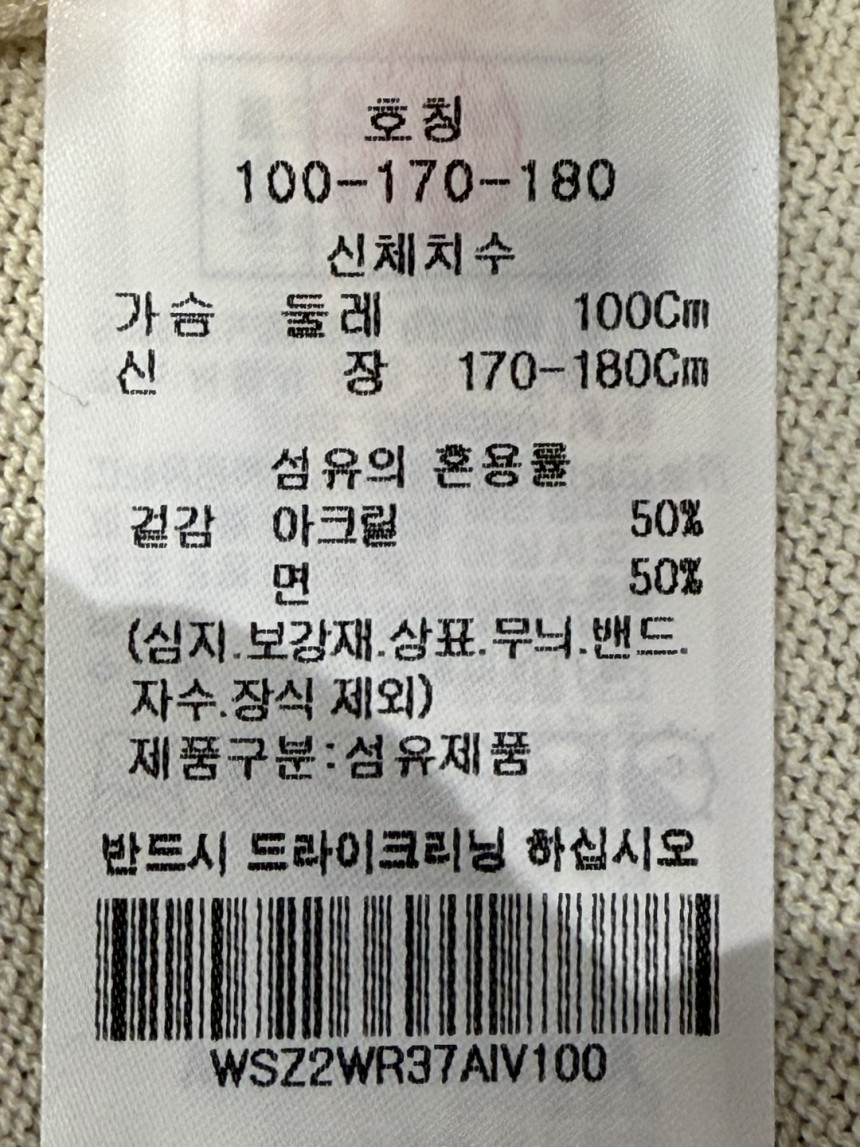 호칭
100-170-180
신체치수
가슴 둘레 100Cm
신 장 170-180Cm
섬유의 혼용률
겉감 아크릴 50%
면 50%
(심지.보강재.상표.무늬.밴드.
자수.장식 제외)
제품구분:섬유제품
반드시 드라이크리닝 하십시오
WSZ2WR37AIV100